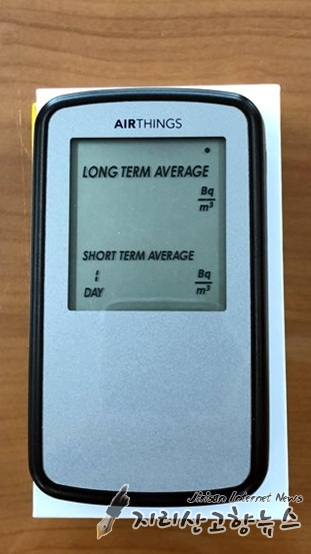 AIRTHINGS
LONG TERM AVERAGE
Bq
m³
SHORT TERM AVERAGE
1
DAY
Bq
m³
Jirisan Internet News
지리산고향뉴스